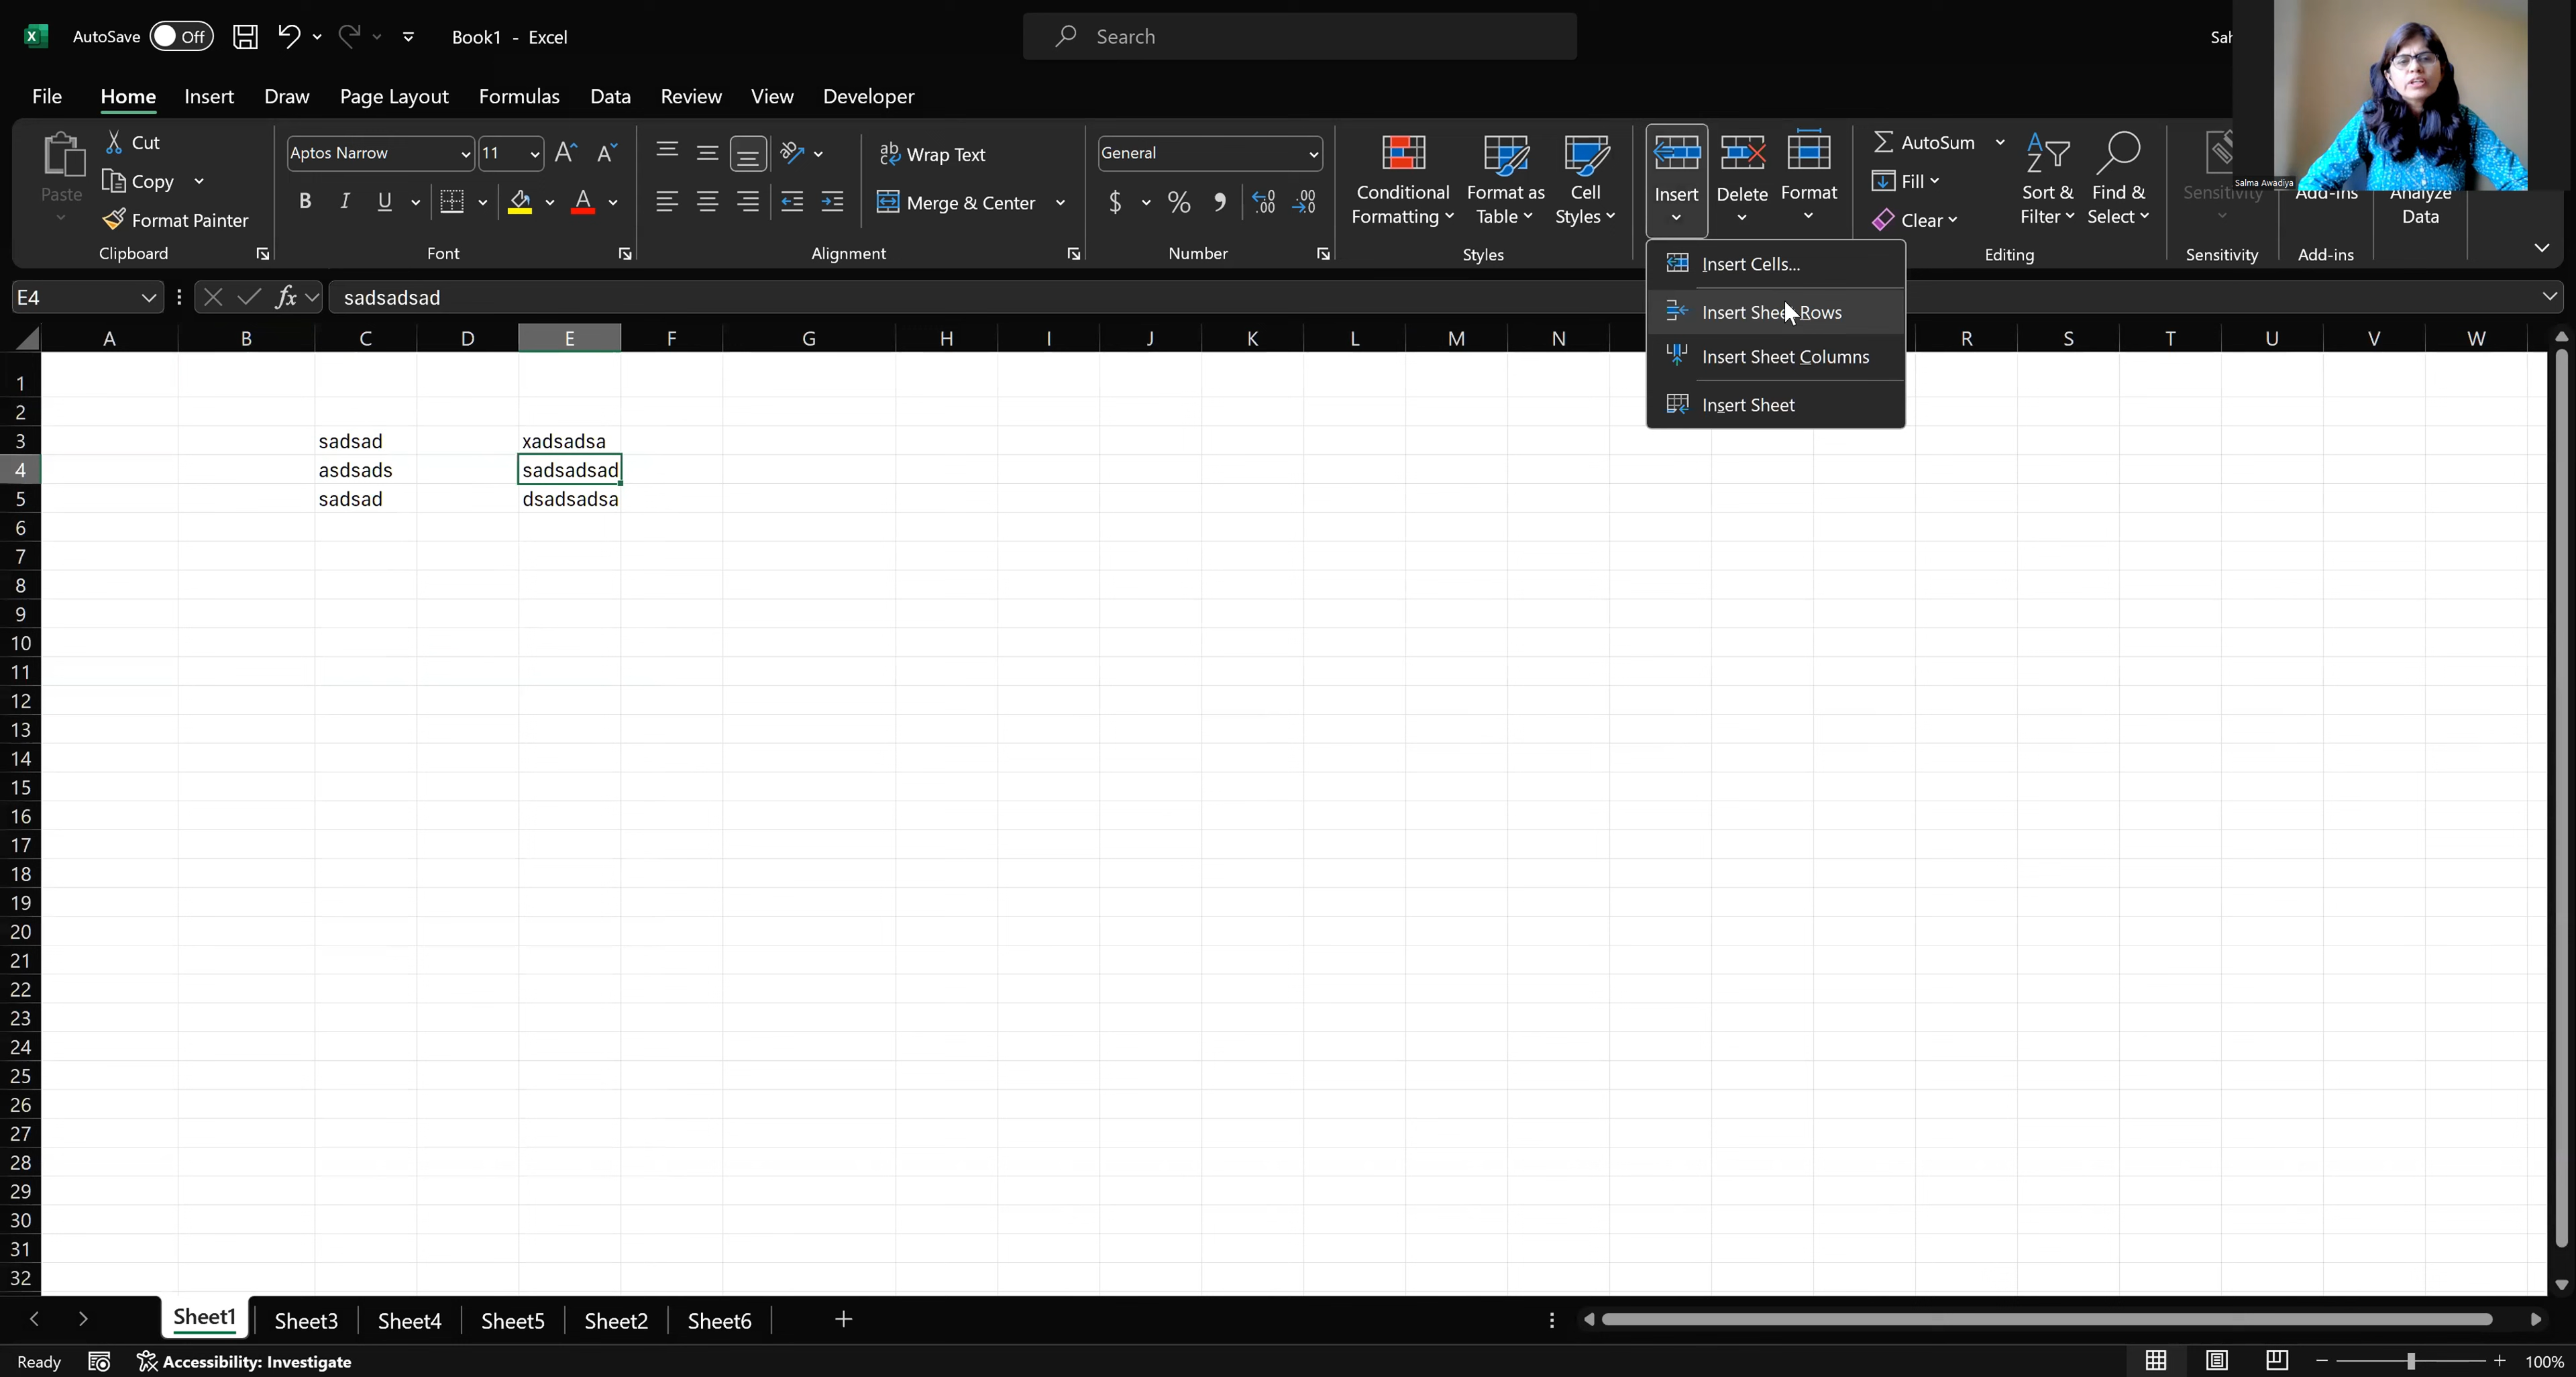 AutoSave Off Book1 - Excel Search Sah
File Home Insert Draw Page Layout Formulas Data Review View Developer
Paste Cut Copy Format Painter Clipboard
Aptos Narrow 11 B I U A Font
ab Wrap Text Merge & Center Alignment
General $ % , .00 Number
Conditional Formatting Format as Table Cell Styles Styles
Insert Delete Format
AutoSum Fill Clear Sort & Filter Find & Select Editing
Sensitivity Sensitivity
Add-ins Add-ins
Analyze Data
Salma Awadiya
Insert Cells...
Insert Sheet Rows
Insert Sheet Columns
Insert Sheet
E4 fx sadsadsad
A B C D E F G H I J K L M N R S T U V W
1
2
3 sadsad xadsadsa
4 asdsads sadsadsad
5 sadsad dsadsadsa
6
7
8
9
10
11
12
13
14
15
16
17
18
19
20
21
22
23
24
25
26
27
28
29
30
31
32
Sheet1 Sheet3 Sheet4 Sheet5 Sheet2 Sheet6
Ready Accessibility: Investigate 100%